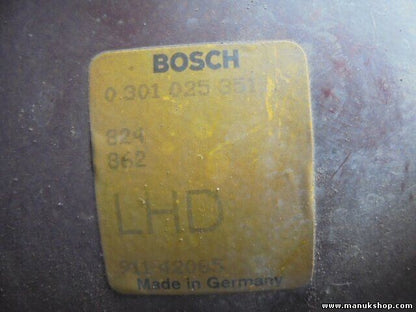 BOSCH
0 301 025 351
824
862
LHD
911 42065
Made in Germany
www.manukshop.com